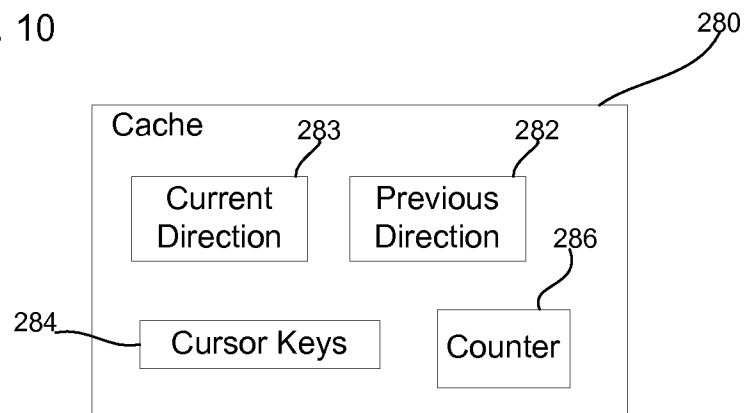 . 10
280
Cache
283
282
Current
Direction
Previous
Direction
286
284
Cursor Keys
Counter